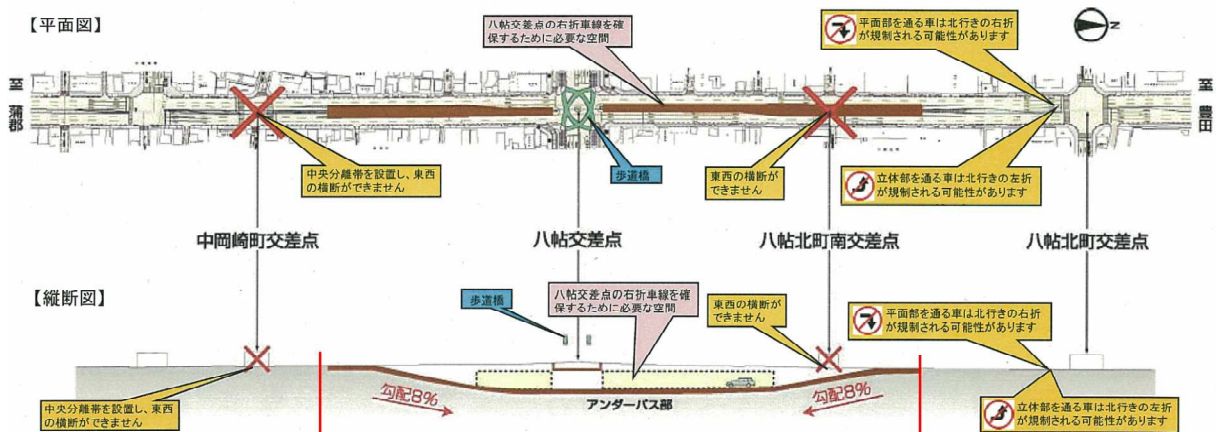 【平面図】
八帖交差点の右折車線を確
保するために必要な空間
平面部を通る車は北行きの右折
が規制される可能性があります
N
至
蒲郡
至
豊田
中央分離帯を設置し、東西
の横断ができません
歩道橋
東西の横断が
できません
立体部を通る車は北行きの左折
が規制される可能性があります
中岡崎町交差点
八帖交差点
八帖北町南交差点
八帖北町交差点
【縦断図】
歩道橋
八帖交差点の右折車線を確
保するために必要な空間
東西の横断が
できません
平面部を通る車は北行きの右折
が規制される可能性があります
中央分離帯を設置し、東西
の横断ができません
勾配8%
アンダーパス部
勾配8%
立体部を通る車は北行きの左折
が規制される可能性があります